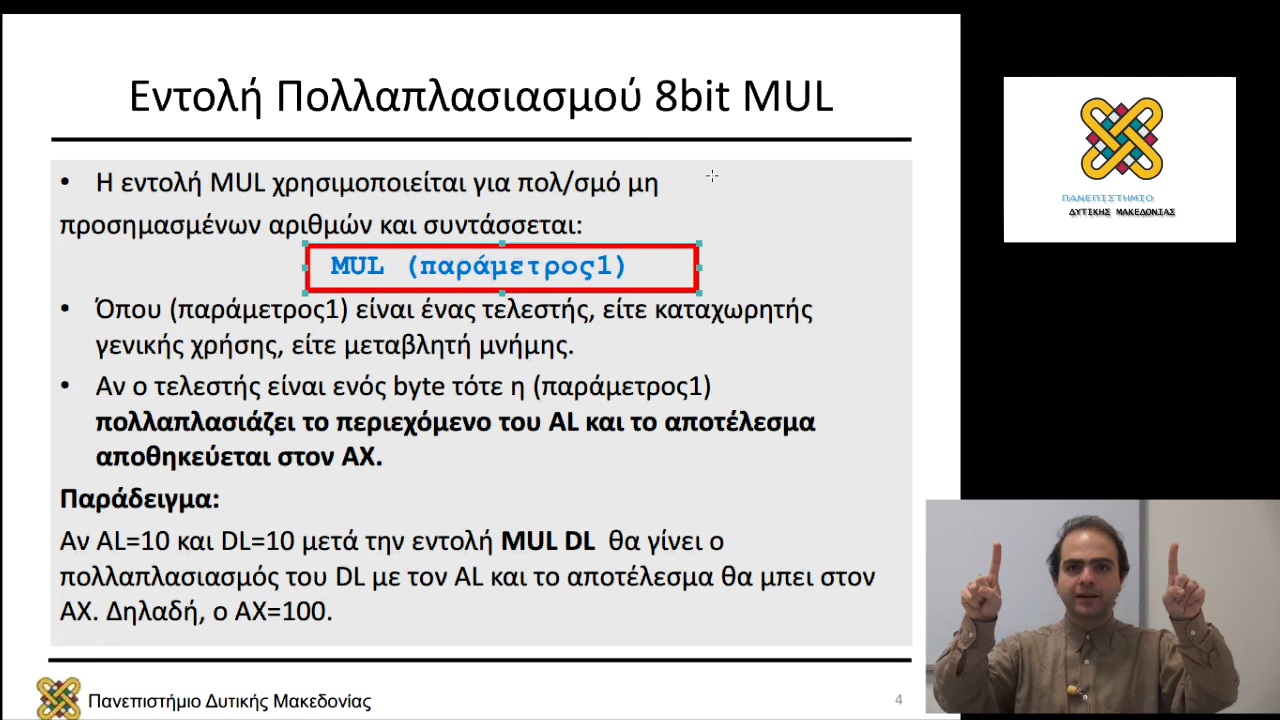 Εντολή Πολλαπλασιασμού 8bit MUL
• Η εντολή MUL χρησιμοποιείται για πολ/σμό μη
προσημασμένων αριθμών και συντάσσεται:
MUL (παράμετρος1)
• Όπου (παράμετρος1) είναι ένας τελεστής, είτε καταχωρητής
γενικής χρήσης, είτε μεταβλητή μνήμης.
• Αν ο τελεστής είναι ενός byte τότε η (παράμετρος1)
πολλαπλασιάζει το περιεχόμενο του AL και το αποτέλεσμα
αποθηκεύεται στον AX.
Παράδειγμα:
Αν AL=10 και DL=10 μετά την εντολή MUL DL θα γίνει ο
πολλαπλασιασμός του DL με τον AL και το αποτέλεσμα θα μπει στον
AX. Δηλαδή, ο AX=100.
Πανεπιστήμιο Δυτικής Μακεδονίας
4
ΠΑΝΕΠΙΣΤΗΜΙΟ
ΔΥΤΙΚΗΣ ΜΑΚΕΔΟΝΙΑΣ